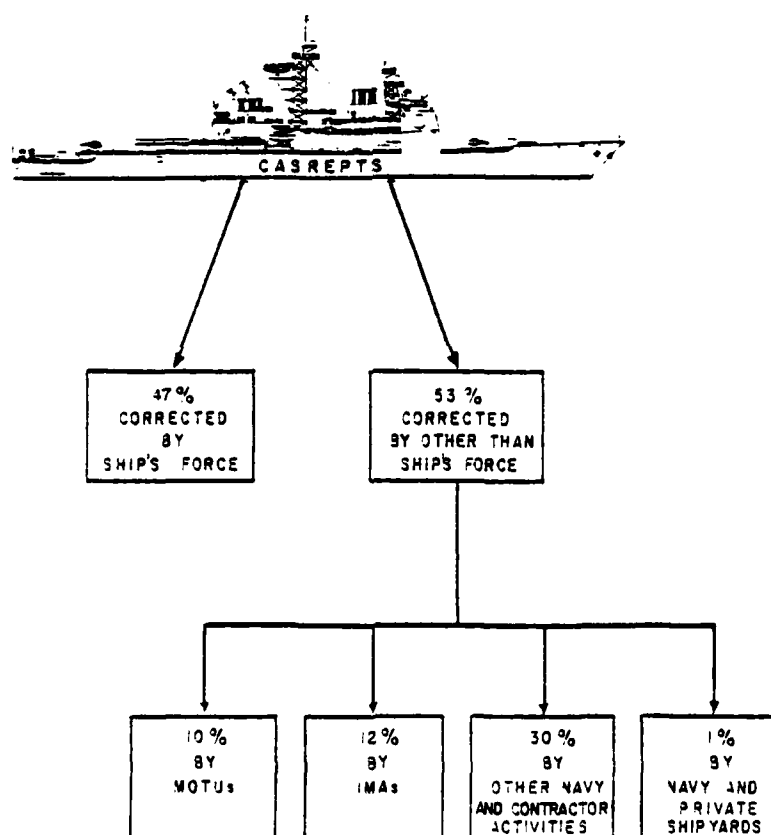 CASREPTS
47%
CORRECTED
BY
SHIP'S FORCE
53%
CORRECTED
BY OTHER THAN
SHIP'S FORCE
10%
BY
MOTUs
12%
BY
IMAs
30%
BY
OTHER NAVY
AND CONTRACTOR
ACTIVITIES
1%
BY
NAVY AND
PRIVATE
SHIPYARDS